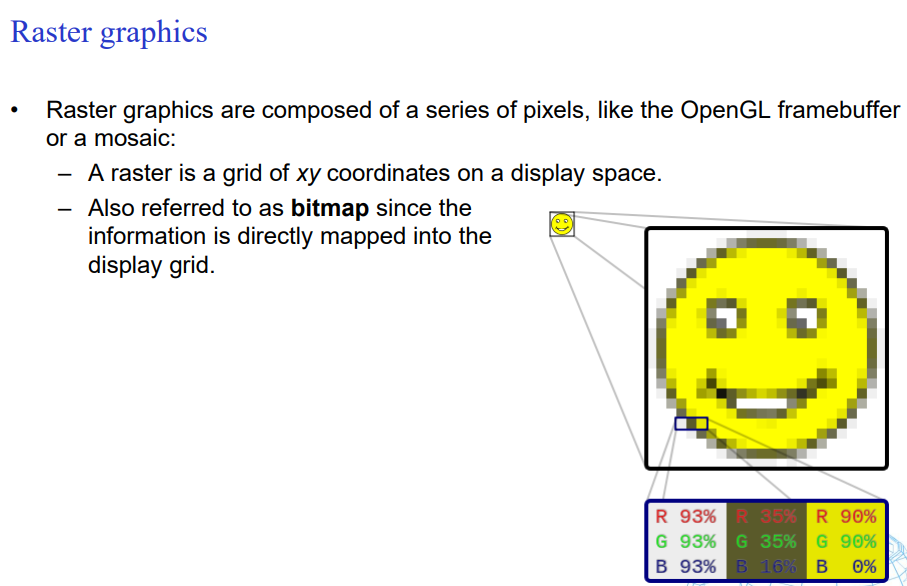 Raster graphics
• Raster graphics are composed of a series of pixels, like the OpenGL framebuffer
or a mosaic:
– A raster is a grid of xy coordinates on a display space.
– Also referred to as bitmap since the
information is directly mapped into the
display grid.
R 93% R 35% R 90%
G 93% G 35% G 90%
B 93% B 16% B 0%